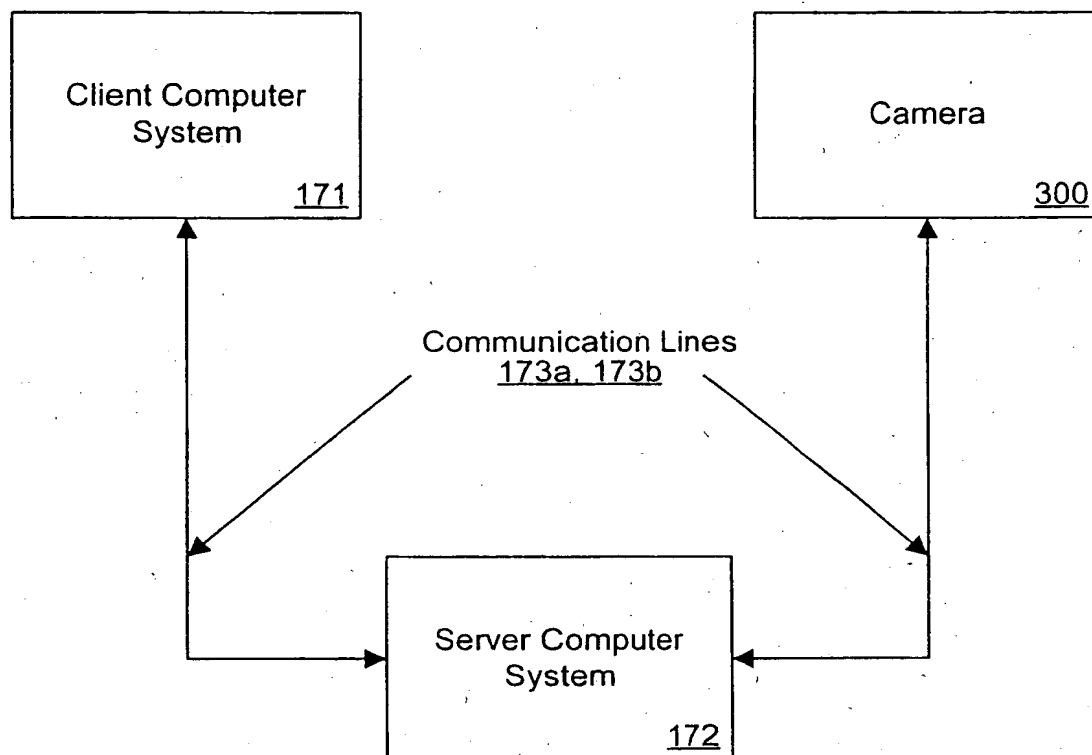 Client Computer
System
171
Camera
300
Communication Lines
173a, 173b
Server Computer
System
172